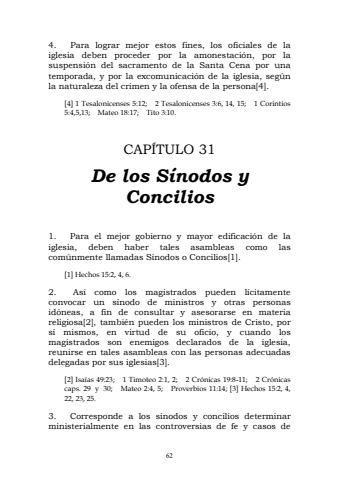 4. Para lograr mejor estos fines, los oficiales de la
iglesia deben proceder por la amonestación, por la
suspensión del sacramento de la Santa Cena por una
temporada, y por la excomunicación de la iglesia, según
la naturaleza del crimen y la ofensa de la persona[4].
[4] 1 Tesalonicenses 5:12; 2 Tesalonicenses 3:6, 14, 15; 1 Corintios
5:4,5,13; Mateo 18:17; Tito 3:10.
CAPÍTULO 31
De los Sínodos y
Concilios
1. Para el mejor gobierno y mayor edificación de la
iglesia, deben haber tales asambleas como las
comúnmente llamadas Sínodos o Concilios[1].
[1] Hechos 15:2, 4, 6.
2. Así como los magistrados pueden lícitamente
convocar un sínodo de ministros y otras personas
idóneas, a fin de consultar y asesorarse en materia
religiosa[2], también pueden los ministros de Cristo, por
sí mismos, en virtud de su oficio, y cuando los
magistrados son enemigos declarados de la iglesia,
reunirse en tales asambleas con las personas adecuadas
delegadas por sus iglesias[3].
[2] Isaías 49:23; 1 Timoteo 2:1, 2; 2 Crónicas 19:8-11; 2 Crónicas
caps. 29 y 30; Mateo 2:4, 5; Proverbios 11:14; [3] Hechos 15:2, 4,
22, 23, 25.
3. Corresponde a los sínodos y concilios determinar
ministerialmente en las controversias de fe y casos de
62